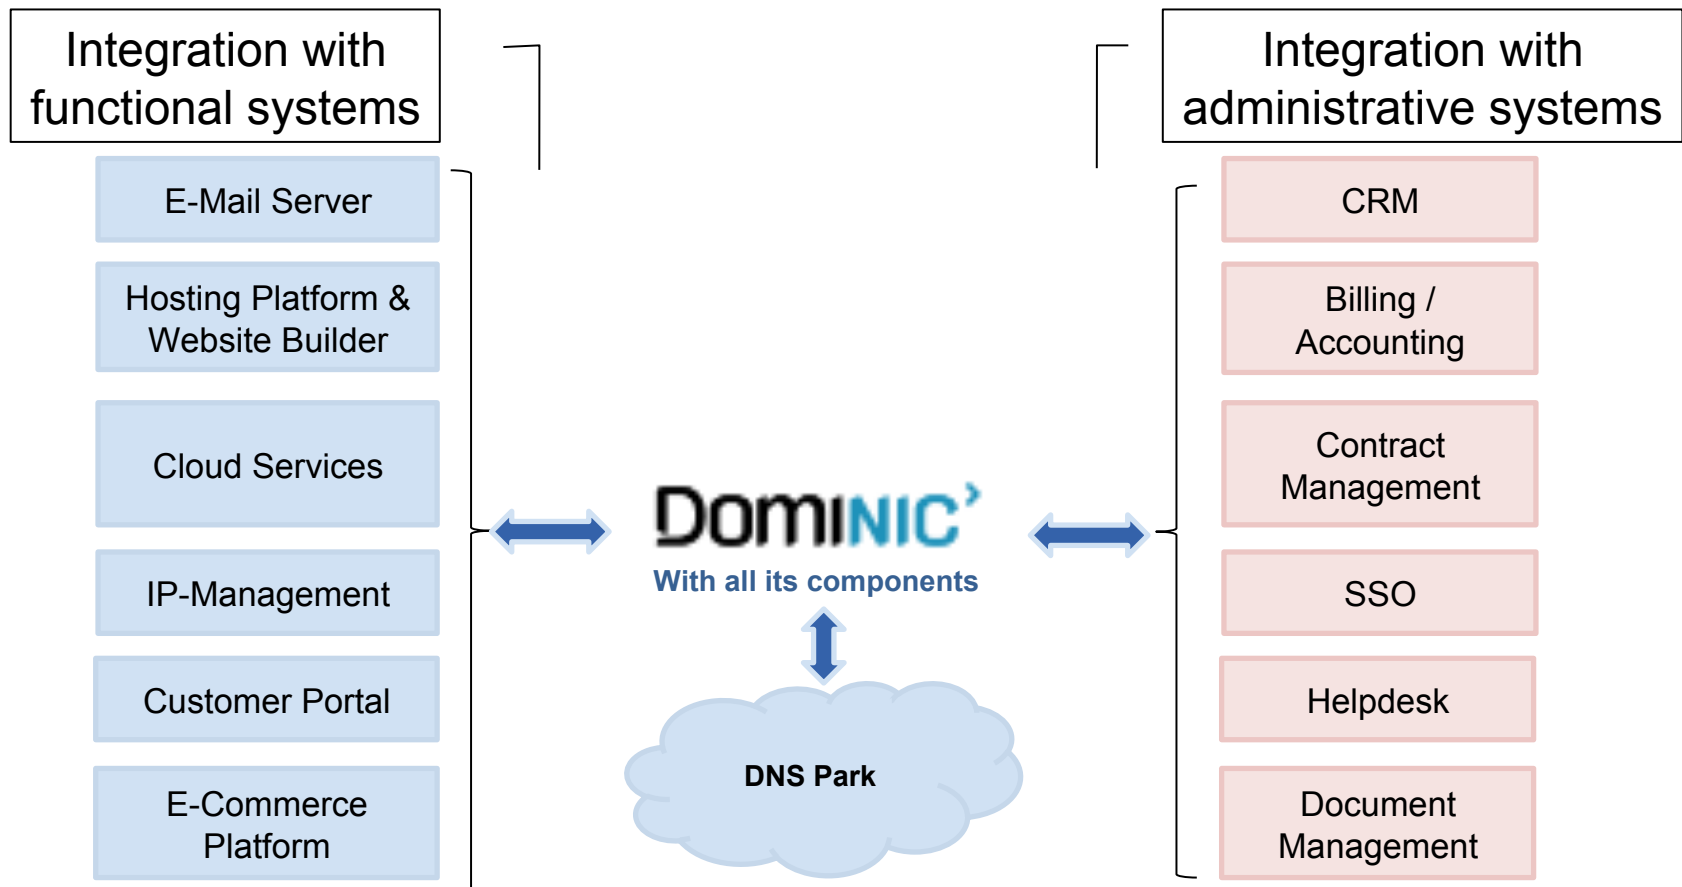 Integration with
functional systems
E-Mail Server
Hosting Platform &
Website Builder
Cloud Services
IP-Management
Customer Portal
E-Commerce
Platform
DomiNIC
With all its components
DNS Park
Integration with
administrative systems
CRM
Billing /
Accounting
Contract
Management
SSO
Helpdesk
Document
Management